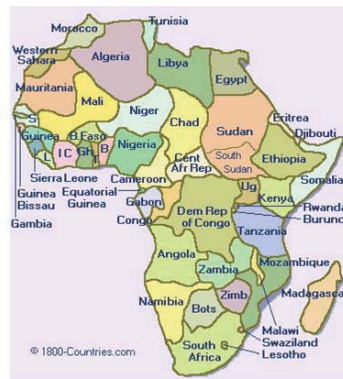 Tunisia
Morocco
Algeria
Western
Sahara
Libya
Egypt
Mauritania
Mali
Niger
Chad
Sudan
Eritrea
Djibouti
S
Guinea
B Faso
I C
Gh
T
B
Nigeria
South
Sudan
Ethiopia
Somalia
L
Sierra Leone
Cameroon
Cent
Afr Rep
Guinea
Bissau
Equatorial
Guinea
Gabon
Gambia
Congo
Dem Rep
of Congo
Ug
Kenya
Rwanda
Burundi
Tanzania
Angola
Zambia
Mozambique
Madagascar
Namibia
Zimb
Bots
Malawi
Swaziland
Lesotho
South
Africa
© 1800-Countries.com